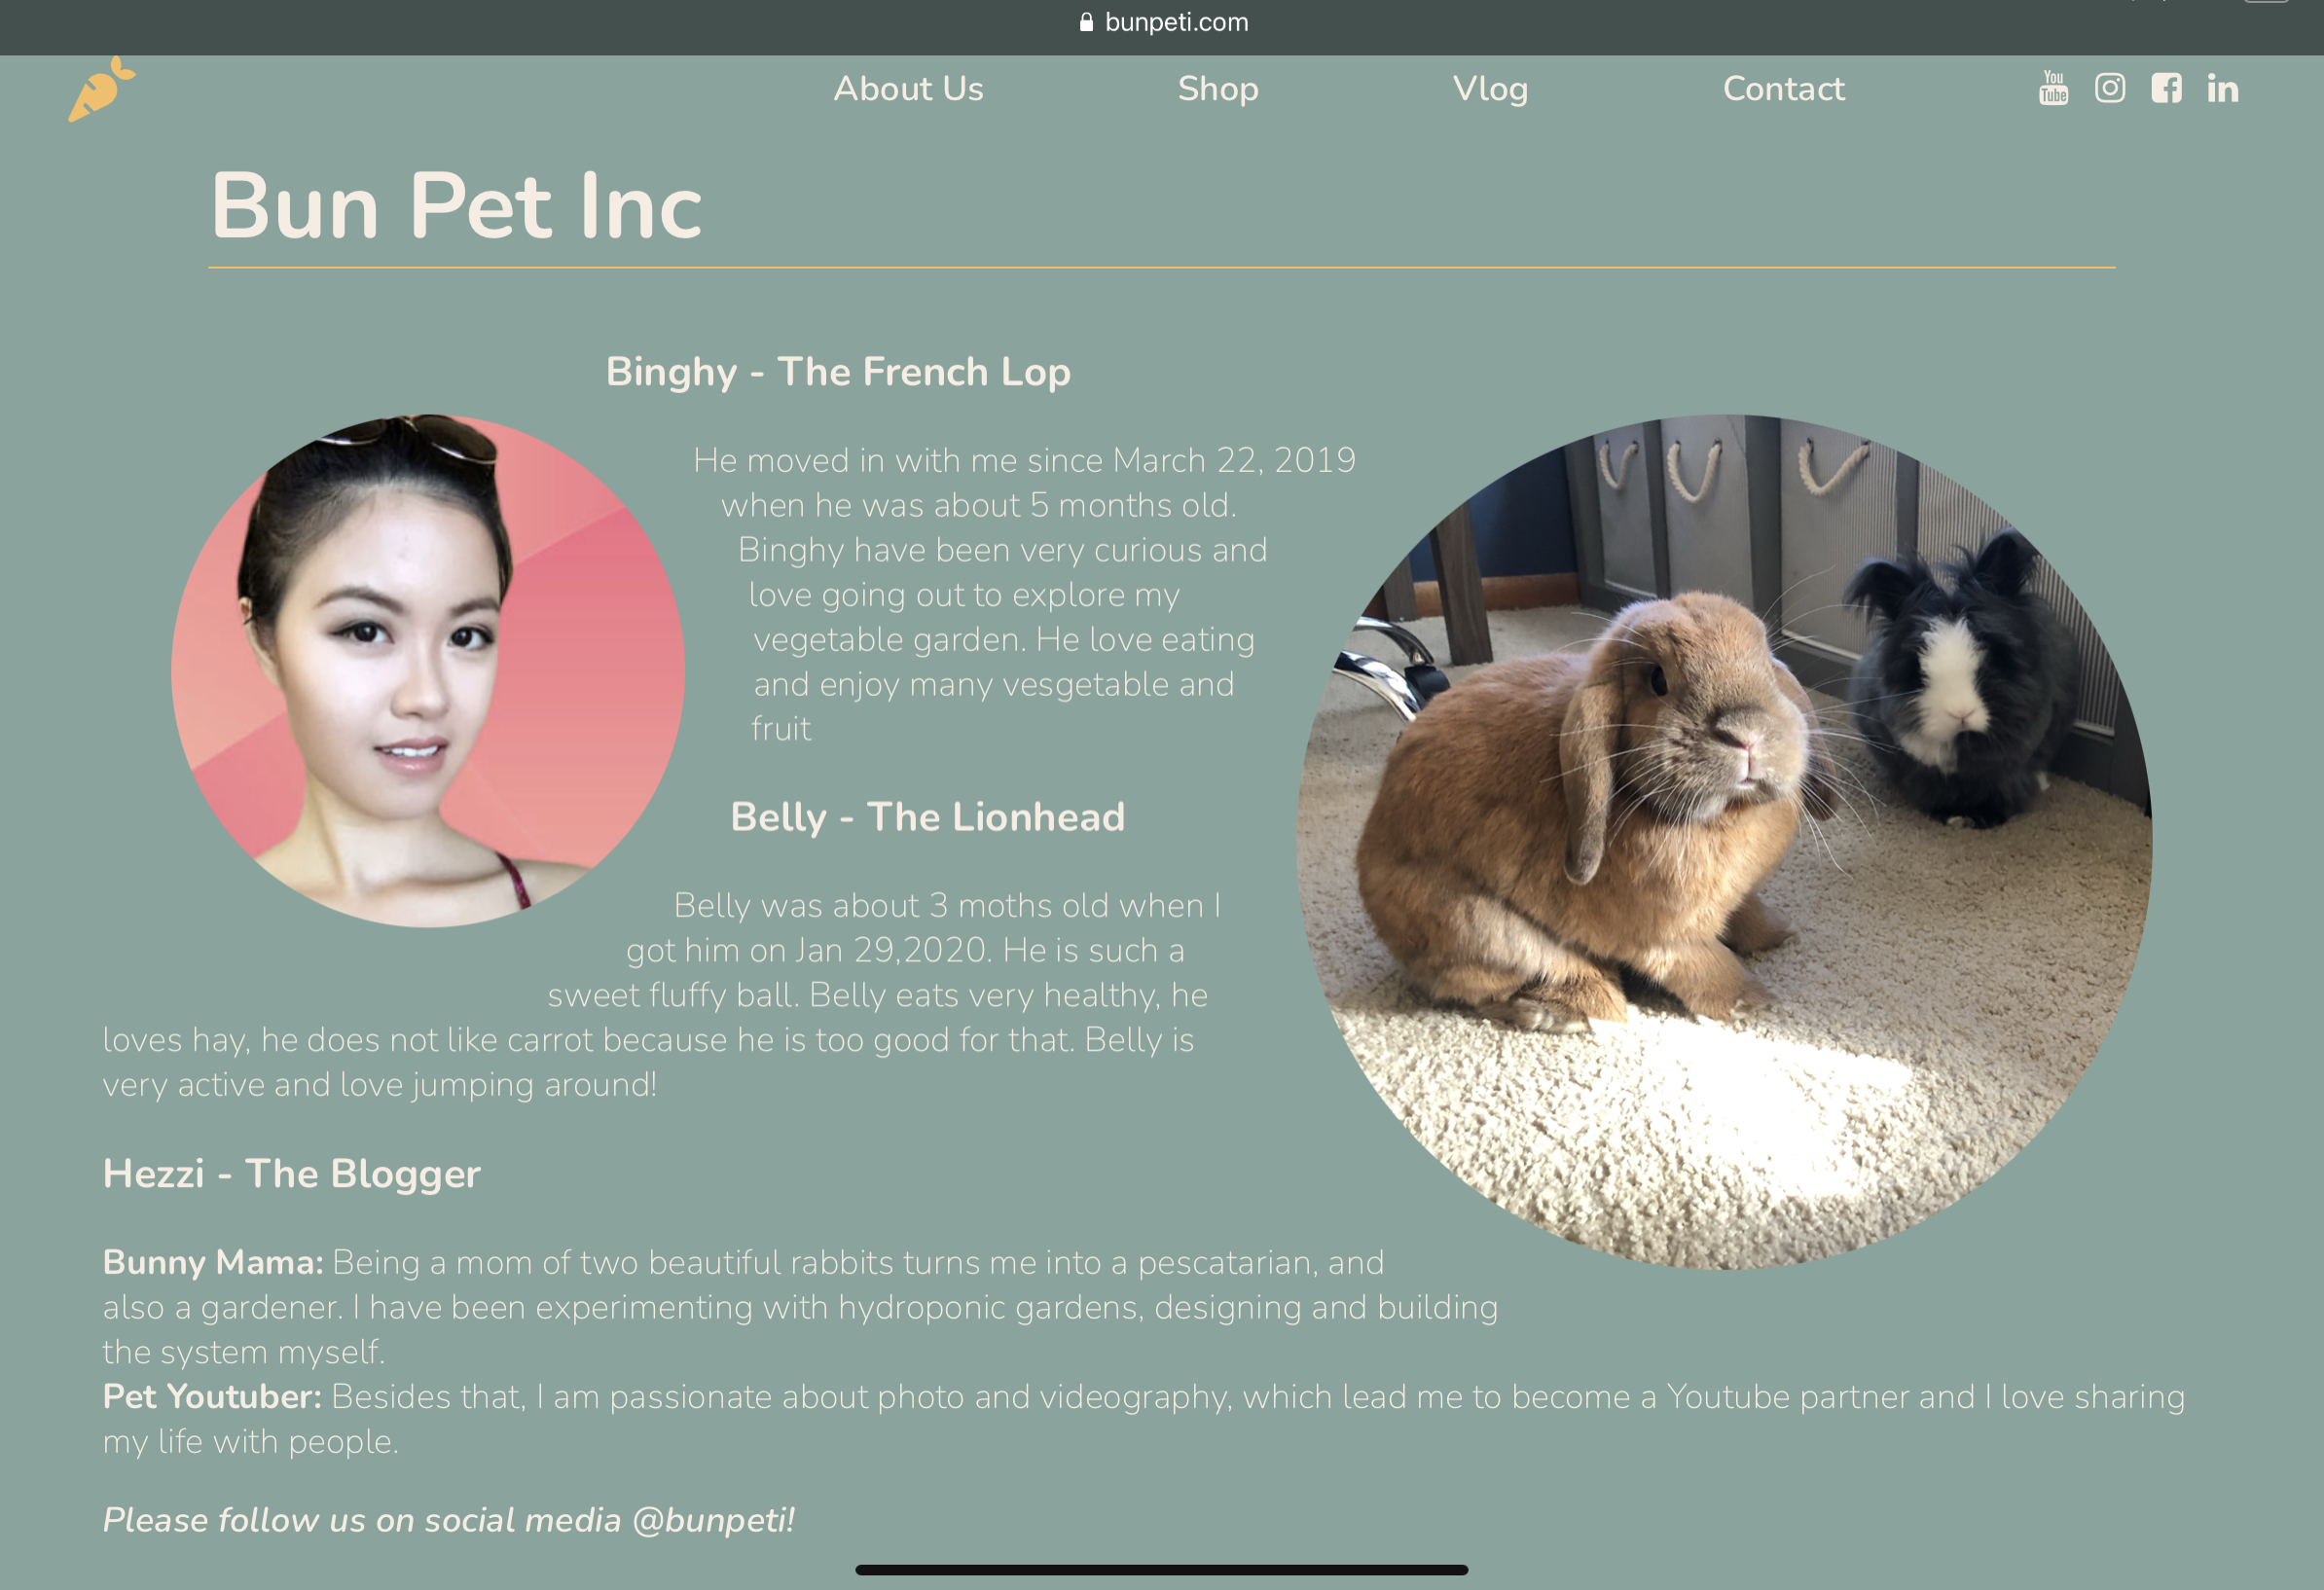 bunpeti.com
About Us Shop Vlog Contact You Tube in
Bun Pet Inc
Binghy - The French Lop
He moved in with me since March 22, 2019
when he was about 5 months old.
Binghy have been very curious and
love going out to explore my
vegetable garden. He love eating
and enjoy many vesgetable and
fruit
Belly - The Lionhead
Belly was about 3 moths old when I
got him on Jan 29,2020. He is such a
sweet fluffy ball. Belly eats very healthy, he
loves hay, he does not like carrot because he is too good for that. Belly is
very active and love jumping around!
Hezzi - The Blogger
Bunny Mama: Being a mom of two beautiful rabbits turns me into a pescatarian, and
also a gardener. I have been experimenting with hydroponic gardens, designing and building
the system myself.
Pet Youtuber: Besides that, I am passionate about photo and videography, which lead me to become a Youtube partner and I love sharing
my life with people.
Please follow us on social media @bunpeti!